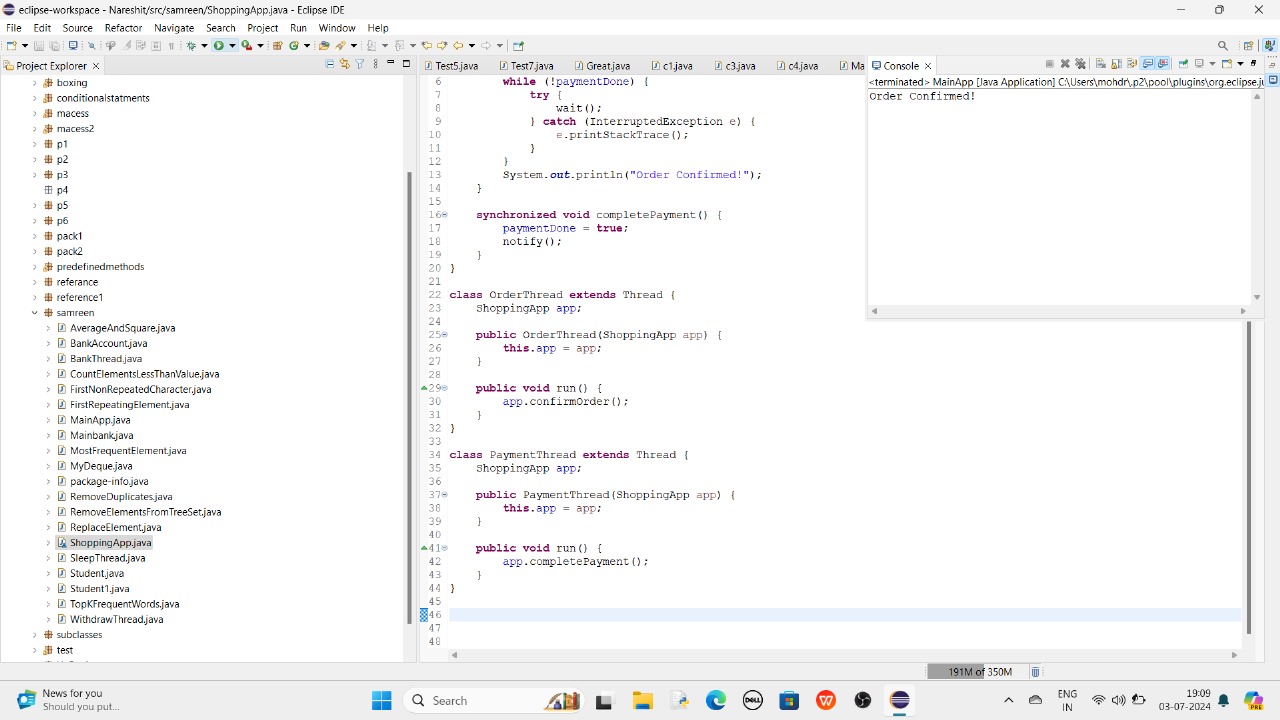 eclipse-workspace - Nareshit/src/samreen/ShoppingApp.java - Eclipse IDE
File Edit Source Refactor Navigate Search Project Run Window Help
Project Explorer
boxing
conditionalstatments
macess
macess2
p1
p2
p3
p4
p5
p6
pack1
pack2
predefinedmethods
referance
reference1
samreen
AverageAndSquare.java
BankAccount.java
BankThread.java
CountElementsLessThanValue.java
FirstNonRepeatedCharacter.java
FirstRepeatingElement.java
MainApp.java
Mainbank.java
MostFrequentElement.java
MyDeque.java
package-info.java
RemoveDuplicates.java
RemoveElementsFromTreeSet.java
ReplaceElement.java
ShoppingApp.java
SleepThread.java
Student.java
Student1.java
TopKFrequentWords.java
WithdrawThread.java
subclasses
test
Test5.java Test7.java Great.java c1.java c3.java c4.java Ma
6 while (!paymentDone) {
7 try {
8 wait();
9 } catch (InterruptedException e) {
10 e.printStackTrace();
11 }
12 }
13 System.out.println("Order Confirmed!");
14 }
15
16 synchronized void completePayment() {
17 paymentDone = true;
18 notify();
19 }
20 }
21
22 class OrderThread extends Thread {
23 ShoppingApp app;
24
25 public OrderThread(ShoppingApp app) {
26 this.app = app;
27 }
28
29 public void run() {
30 app.confirmOrder();
31 }
32 }
33
34 class PaymentThread extends Thread {
35 ShoppingApp app;
36
37 public PaymentThread(ShoppingApp app) {
38 this.app = app;
39 }
40
41 public void run() {
42 app.completePayment();
43 }
44 }
45
46
47
48
Console
<terminated> MainApp [Java Application] C:\Users\mohdr\.p2\pool\plugins\org.eclipse.ju
Order Confirmed!
191M of 350M
News for you
Should you put...
Search
DELL
W
ENG
IN
19:09
03-07-2024
PRE